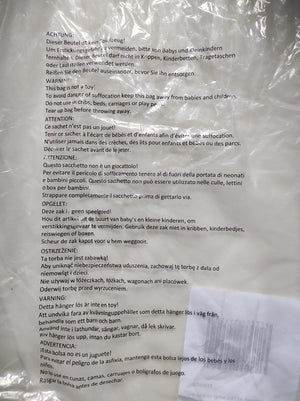 ACHTUNG:
Dieser Beutel ist kein Spielzeug!
Um Erstickungsgefahr zu vermeiden, bitte von Babys und Kleinkindern
fernhalten. Dieser Beutel darf nicht in Krippen, Kinderbetten, Tragetaschen
oder Laufställen verwendet werden.
Reißen Sie den Beutel auseinander, bevor Sie ihn entsorgen.
WARNING:
This bag is not a toy!
To avoid danger of suffocation keep this bag away from babies and children.
Do not use in cribs, beds, carriages or play pens.
Tear up bag before throwing away.
ATTENTION:
Ce sachet n'est pas un jouet!
Tenir ce sachet à l'écart de bébés et d'enfants afin d'éviter une suffocation.
N'utiliser jamais dans des crèches, des lits pour enfants et bébés ou des parcs.
Déchirer le sachet avant de le jeter.
ATTENZIONE:
Questo sacchetto non è un giocattolo!
Per evitare il pericolo di soffocamento tenere al di fuori della portata di neonati
e bambini piccoli. Questo sacchetto non può essere utilizzato nelle culle, lettini
o box per bambini.
Strappare completamente il sacchetto prima di gettarlo via.
OPGELET:
Deze zak is geen speelgoed!
Hou dit artikel uit de buurt van baby's en kleine kinderen, om
verstikkingsgevaar te vermijden. Gebruik deze zak niet in kribben, kinderbedjes,
reiswiegen of boxen.
Scheur de zak kapot voor u hem weggooit.
OSTRZEŻENIE:
Ta torba nie jest zabawką!
Aby uniknąć niebezpieczeństwa uduszenia, zachowaj tę torbę z dala od
niemowląt i dzieci.
Nie używaj w łóżeczkach, łóżkach, wagonach ani placówek.
Oderwij torbę przed wyrzuceniem.
VARNING:
Detta hänger lös är inte en toy!
Att undvika fara av kväningupphöllet som detta hänger lös i väg från
behandla som ett barn och barn.
Använd inte i lathundar, sängar, vagnar, då lek skrivar.
hänger lös upp, innan du kastar bort.
ADVERTENCIA:
¡Esta bolsa no es un juguete!
Para evitar el peligro de la asfixia, mantenga esta bolsa lejos de los bebés y los
niños.
No lo use en cunas, camas, carruajes o bolígrafos de juego.
Rasgar la bolsa antes de desechar.